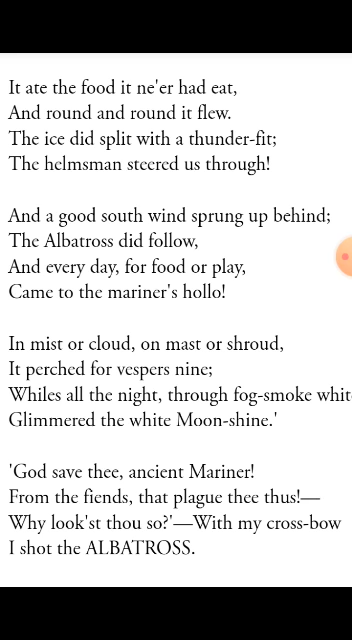 It ate the food it ne'er had eat,
And round and round it flew.
The ice did split with a thunder-fit;
The helmsman steered us through!
And a good south wind sprung up behind;
The Albatross did follow,
And every day, for food or play,
Came to the mariner's hollo!
In mist or cloud, on mast or shroud,
It perched for vespers nine;
Whiles all the night, through fog-smoke whit
Glimmered the white Moon-shine.'
'God save thee, ancient Mariner!
From the fiends, that plague thee thus!—
Why look'st thou so?'—With my cross-bow
I shot the ALBATROSS.